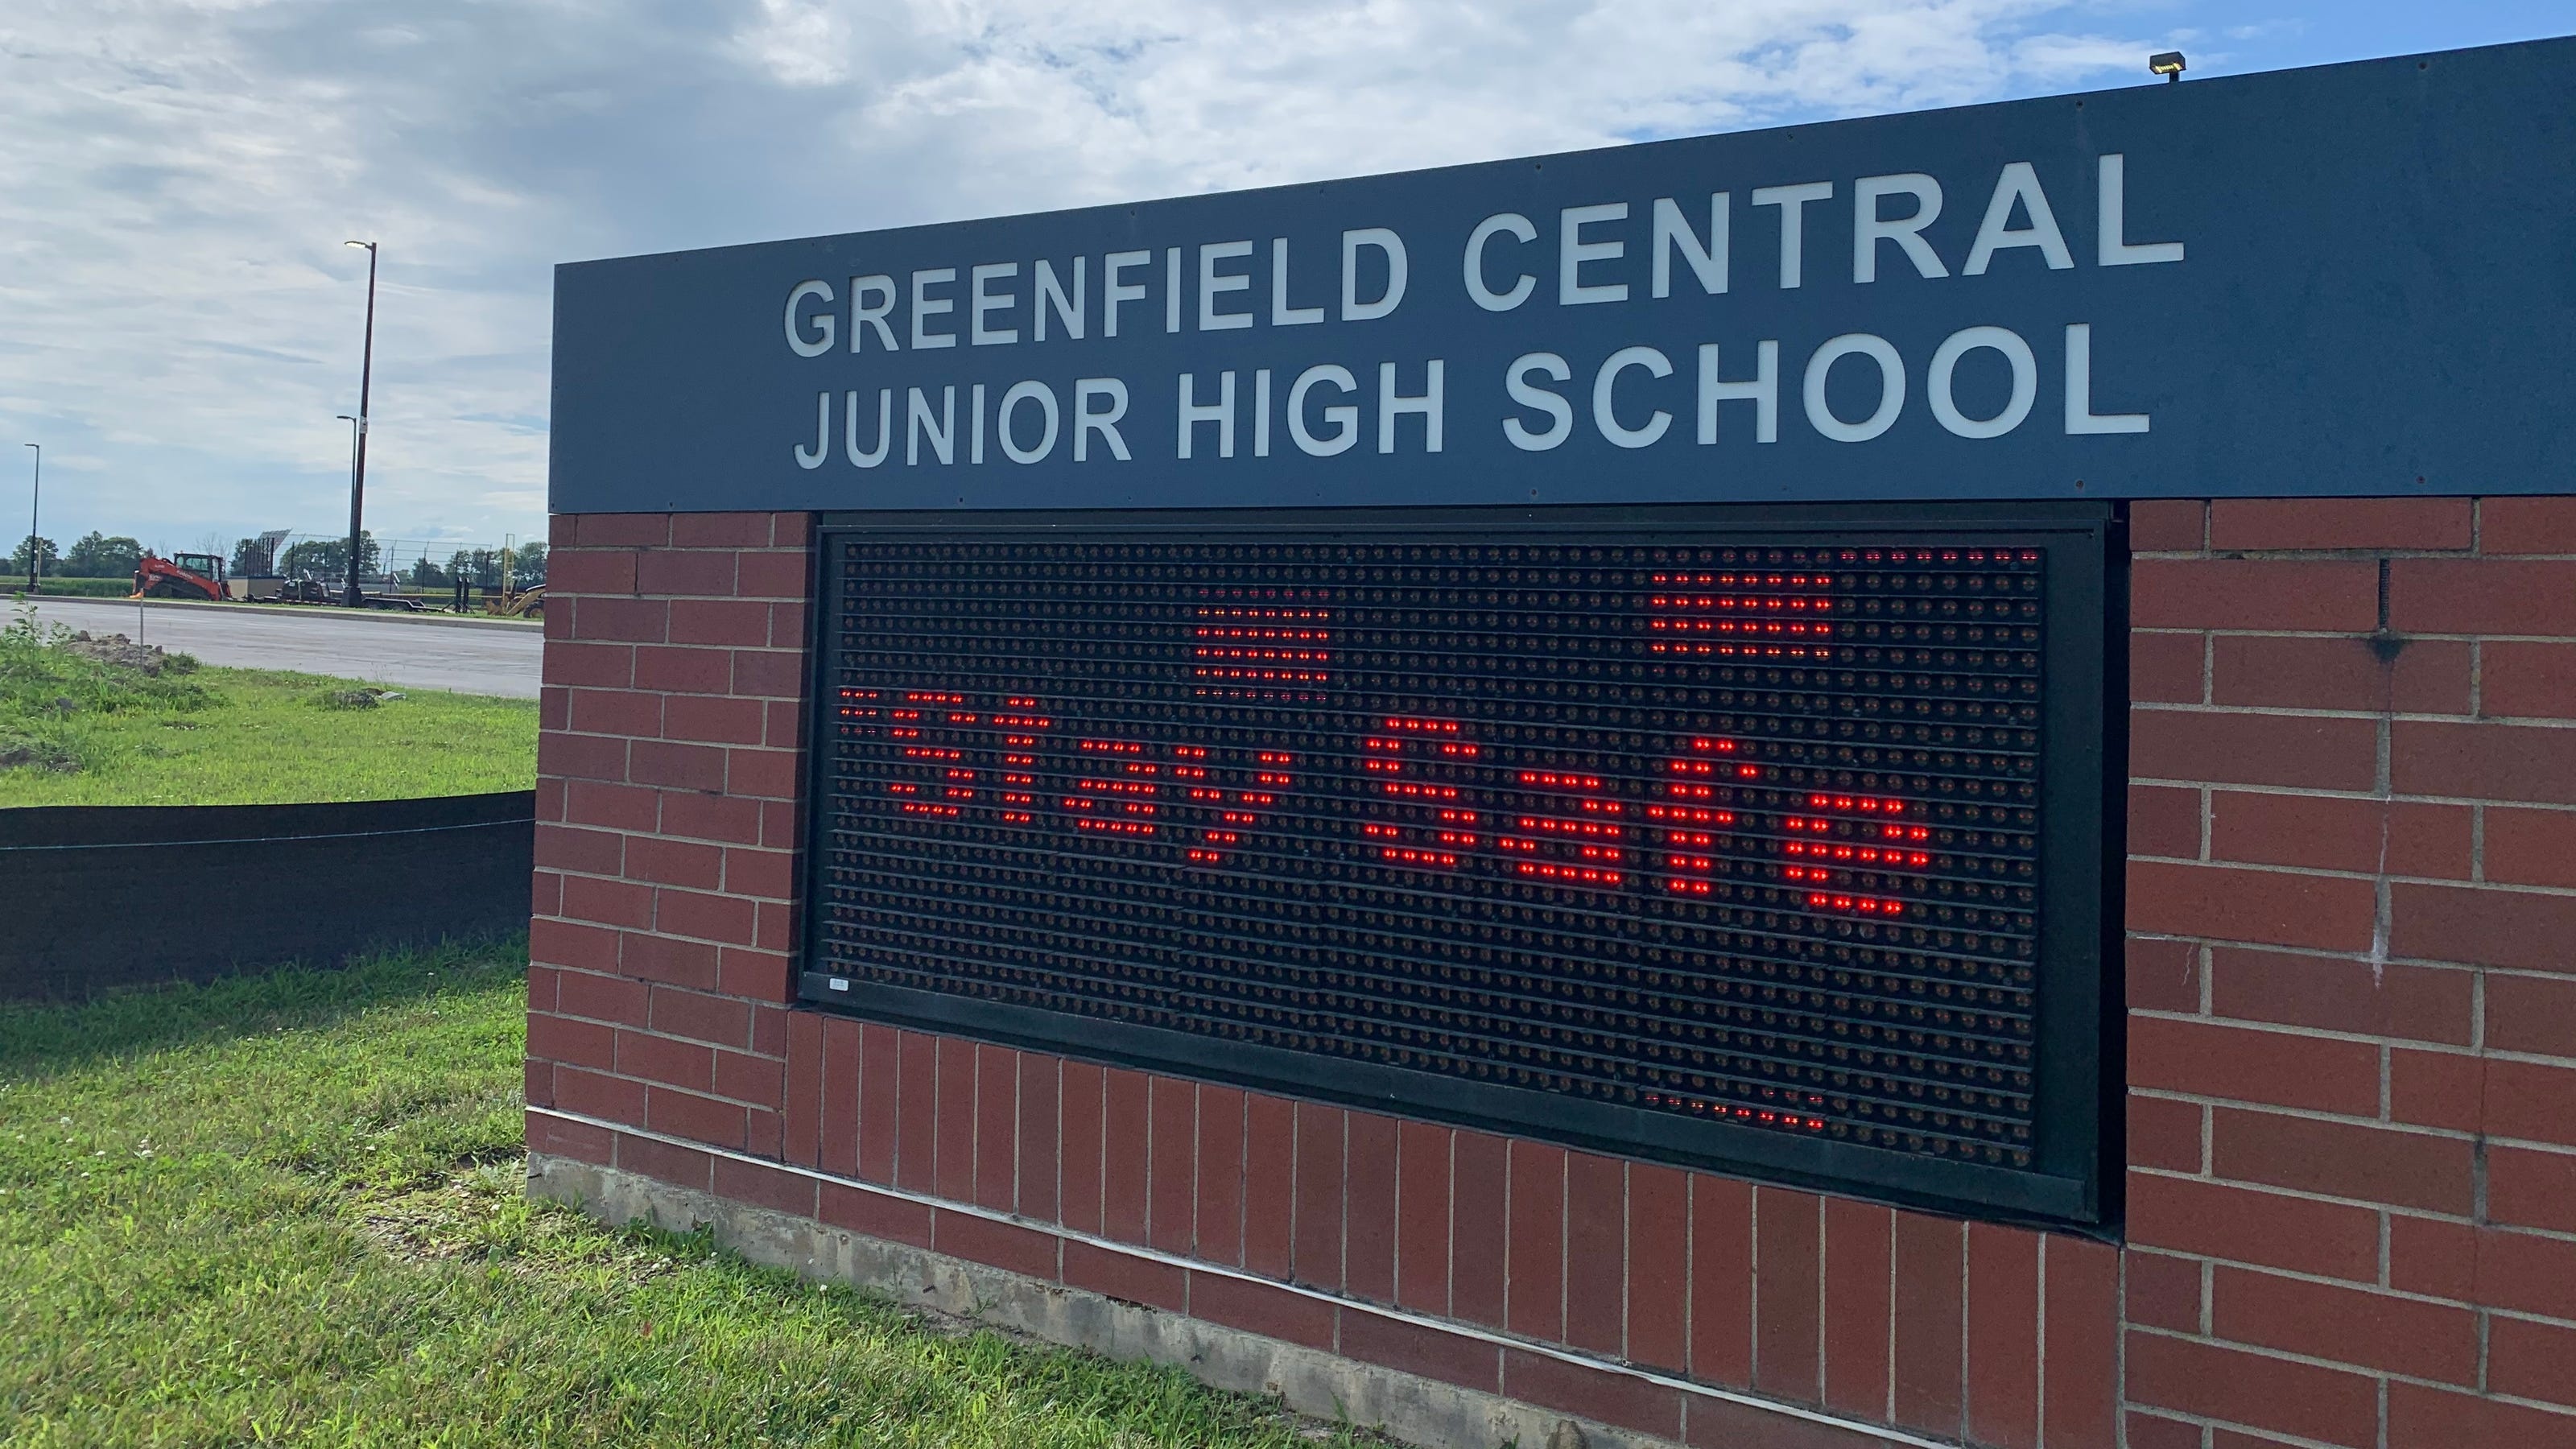 GREENFIELD CENTRAL
JUNIOR HIGH SCHOOL
Stay Safe